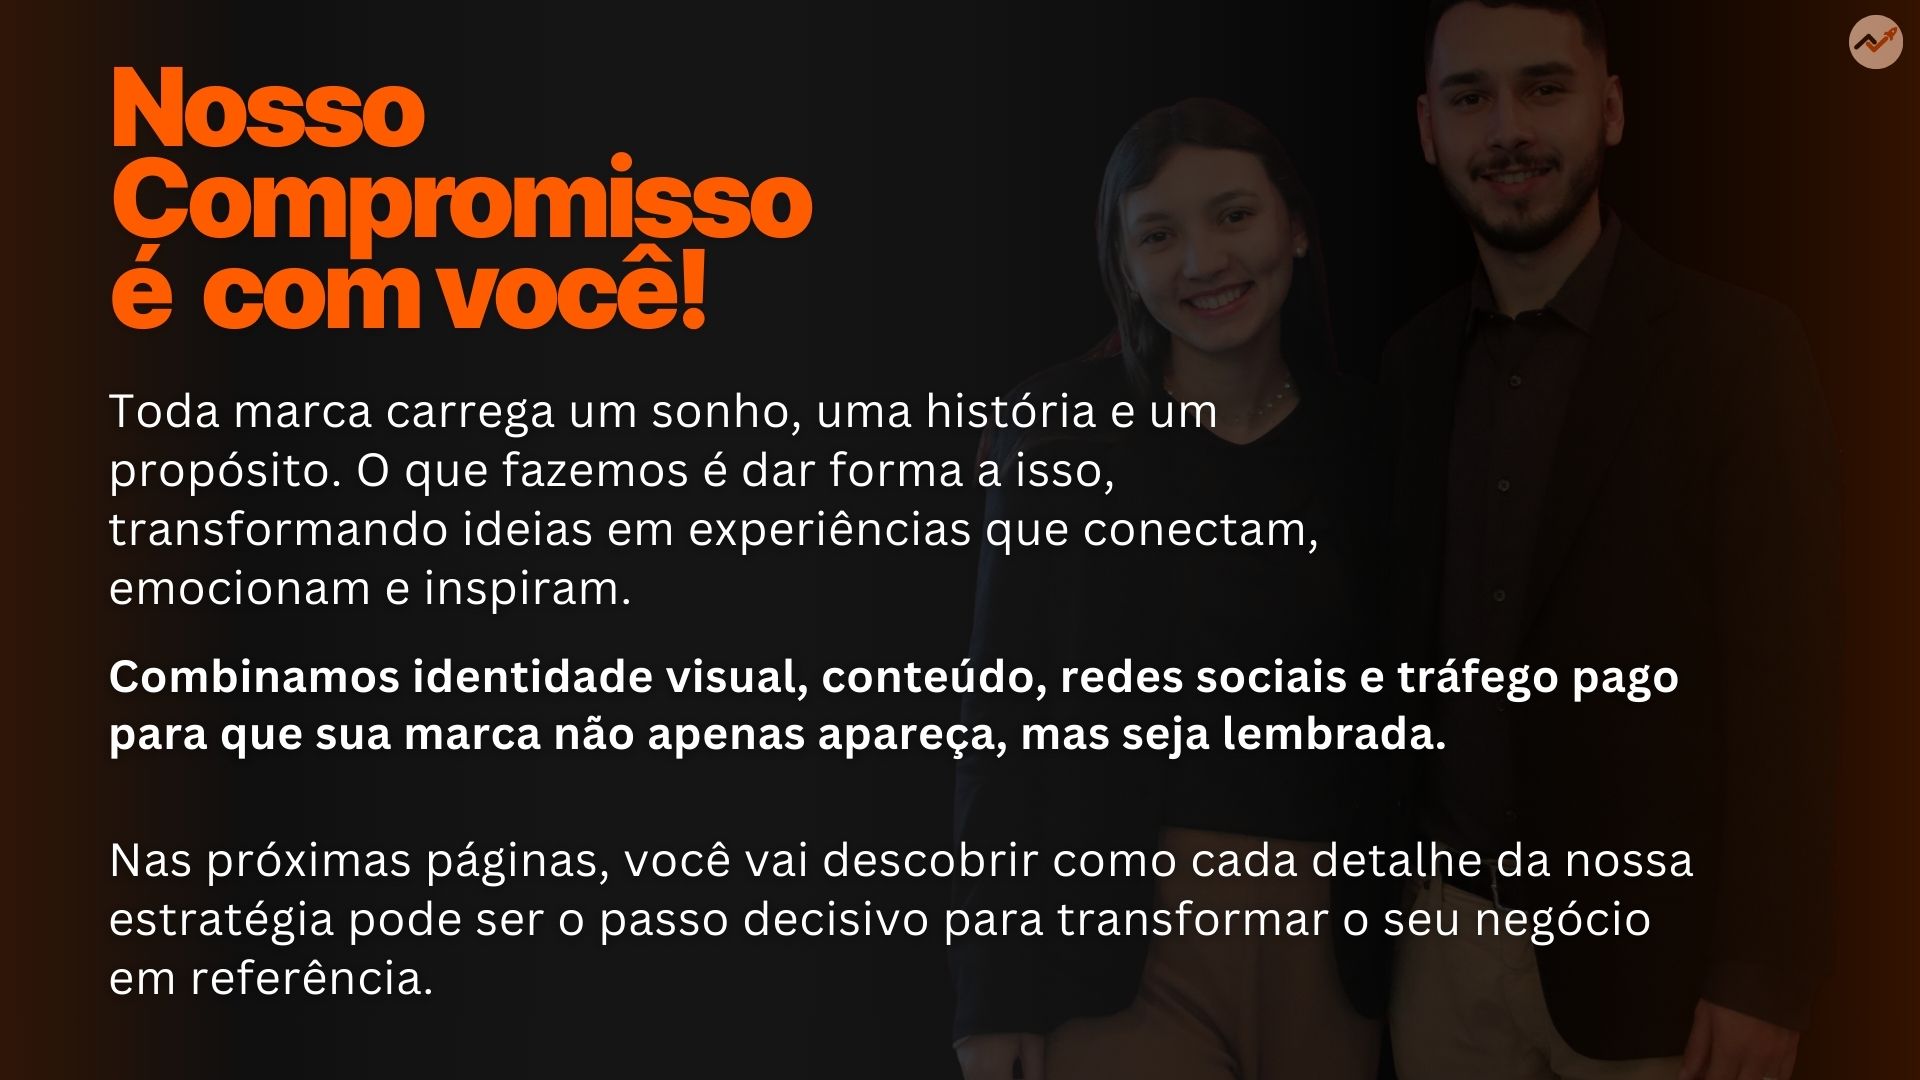 Nosso
Compromisso
é com você!
Toda marca carrega um sonho, uma história e um
propósito. O que fazemos é dar forma a isso,
transformando ideias em experiências que conectam,
emocionam e inspiram.
Combinamos identidade visual, conteúdo, redes sociais e tráfego pago
para que sua marca não apenas apareça, mas seja lembrada.
Nas próximas páginas, você vai descobrir como cada detalhe da nossa
estratégia pode ser o passo decisivo para transformar o seu negócio
em referência.